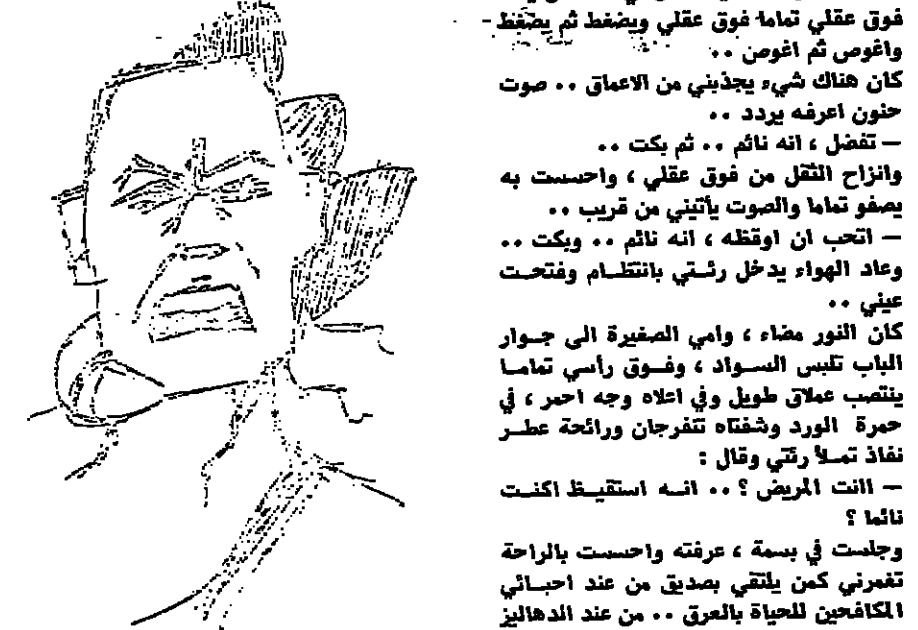 فوق عقلي تماما فوق عقلي ويضغط ثم يضغط -
واغوص ثم اغوص ..
كان هناك شيء يجذبني من الاعماق .. صوت
حنون اعرفه يردد ..
— تفضل ، انه نائم .. ثم بكت ..
وانزاح الثقل من فوق عقلي ، واحسست به
يصفو تماما والصوت يأتيني من قريب ..
— اتحب ان اوقظه ، انه نائم .. وبكت ..
وعاد الهواء يدخل رئتي بانتظام وفتحت
عيني ..
كان النور مضاء ، وامي الصغيرة الى جوار
الباب تلبس السواد ، وفوق رأسي تماما
ينتصب عملاق طويل وفي اعلاه وجه احمر ، في
حمرة الورد وشفتاه تنفرجان ورائحة عطر
نفاذ تملأ رئتي وقال :
— اانت المريض ؟ .. انه استقيظ اكنت
نائما ؟
وجلست في بسمة ، عرفته واحسست بالراحة
تغمرني كمن يلتقي بصديق من عند احبائي
المكافحين للحياة بالعرق .. من عند الدهاليز